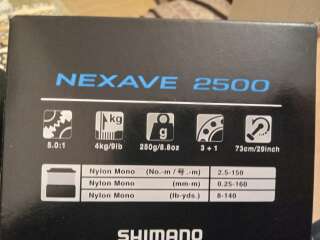 NEXAVE 2500
kg
g
5.0:1 4kg/9lb 250g/8.8oz 3 + 1 73cm/29inch
Nylon Mono (No.-m / 号.-m) 2.5-150
Nylon Mono (mm-m) 0.25-160
Nylon Mono (lb-yds.) 8-140
SHIMANO